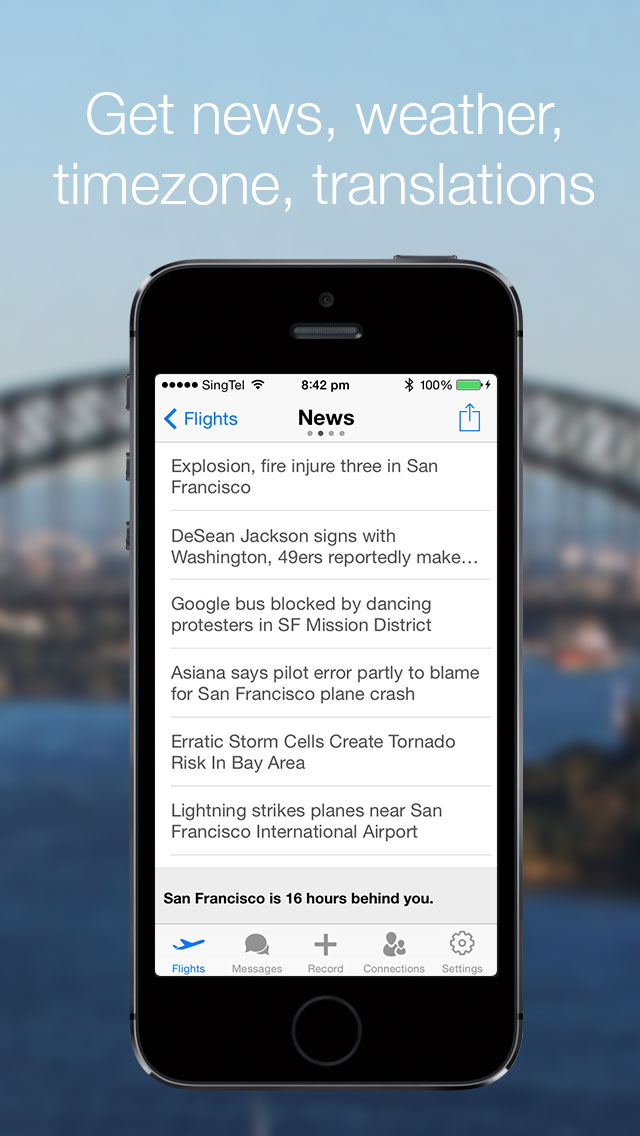 Get news, weather,
timezone, translations
SingTel 8:42 pm 100%
Flights News
Explosion, fire injure three in San
Francisco
DeSean Jackson signs with
Washington, 49ers reportedly make…
Google bus blocked by dancing
protesters in SF Mission District
Asiana says pilot error partly to blame
for San Francisco plane crash
Erratic Storm Cells Create Tornado
Risk In Bay Area
Lightning strikes planes near San
Francisco International Airport
San Francisco is 16 hours behind you.
Flights Messages Record Connections Settings